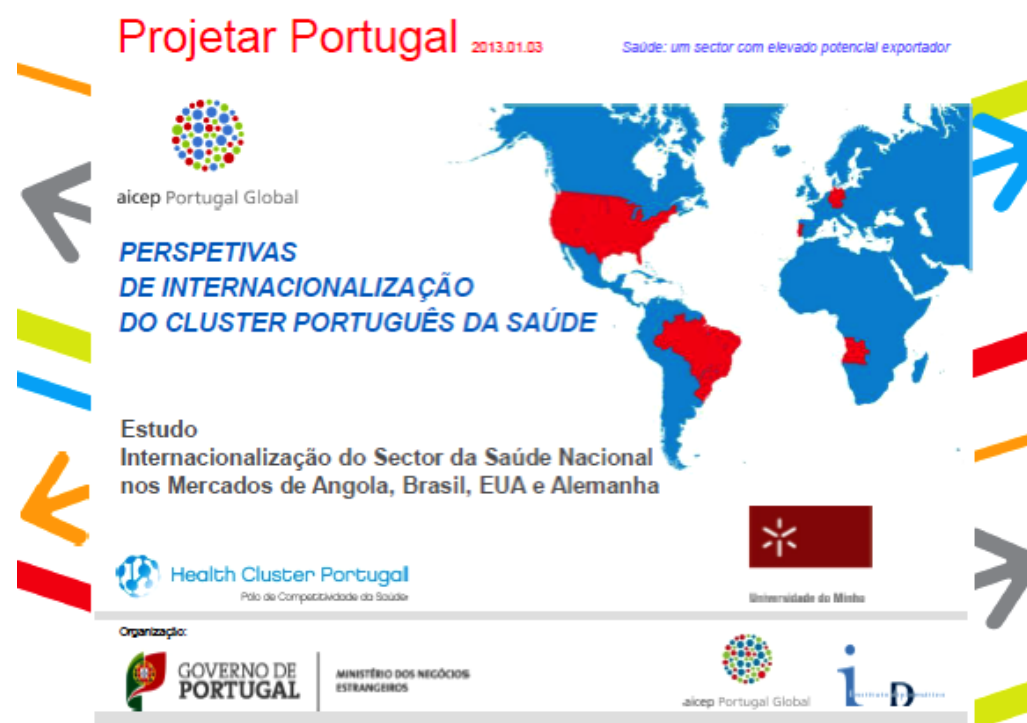 Projetar Portugal 2013.01.03
Saúde: um sector com elevado potencial exportador
aicep Portugal Global
PERSPETIVAS
DE INTERNACIONALIZAÇÃO
DO CLUSTER PORTUGUÊS DA SAÚDE
Estudo
Internacionalização do Sector da Saúde Nacional
nos Mercados de Angola, Brasil, EUA e Alemanha
Health Cluster Portugal
Pólo de Competitividade da Saúde
Universidade do Minho
Organização:
GOVERNO DE
PORTUGAL
MINISTÉRIO DOS NEGÓCIOS
ESTRANGEIROS
aicep Portugal Global
i D